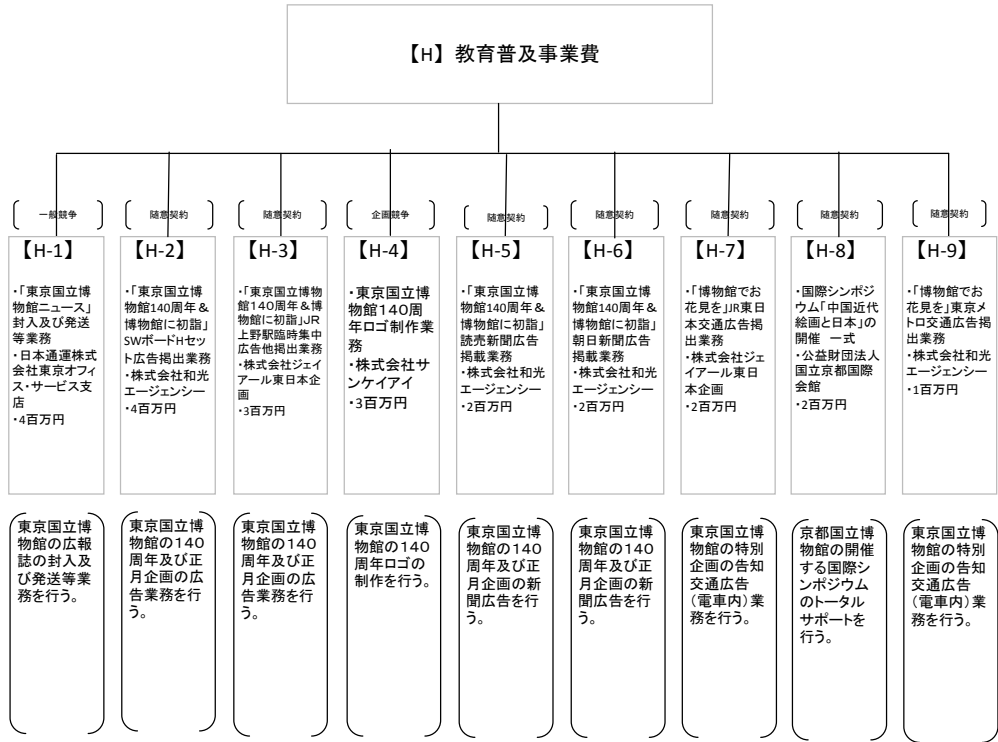 【H】教育普及事業費
一般競争
【H-1】
・「東京国立博
物館ニュース」
封入及び発送
等業務
・日本通運株式
会社東京オフィ
ス・サービス支
店
・4百万円
東京国立博
物館の広報
誌の封入及
び発送等業
務を行う。
随意契約
【H-2】
・「東京国立博
物館140周年＆
博物館に初詣」
SWボードHセッ
ト広告掲出業務
・株式会社和光
エージェンシー
・4百万円
東京国立博
物館の140
周年及び正
月企画の広
告業務を行
う。
随意契約
【H-3】
・「東京国立博物
館140周年＆博
物館に初詣」JR
上野駅臨時集中
広告他掲出業務
・株式会社ジェイ
アール東日本企
画
・3百万円
東京国立博
物館の140
周年及び正
月企画の広
告業務を行
う。
企画競争
【H-4】
・東京国立博
物館140周
年ロゴ制作業
務
・株式会社サ
ンケイアイ
・3百万円
東京国立博
物館の140
周年ロゴの
制作を行う。
随意契約
【H-5】
・「東京国立博
物館140周年＆
博物館に初詣」
読売新聞広告
掲載業務
・株式会社和光
エージェンシー
・2百万円
東京国立博
物館の140
周年及び正
月企画の新
聞広告を行
う。
随意契約
【H-6】
・「東京国立博
物館140周年＆
博物館に初詣」
朝日新聞広告
掲載業務
・株式会社和光
エージェンシー
・2百万円
東京国立博
物館の140
周年及び正
月企画の新
聞広告を行
う。
随意契約
【H-7】
・「博物館でお
花見を」JR東日
本交通広告掲
出業務
・株式会社ジェ
イアール東日
本企画
・2百万円
東京国立博
物館の特別
企画の告知
交通広告
（電車内）業
務を行う。
随意契約
【H-8】
・国際シンポジ
ウム「中国近代
絵画と日本」の
開催　一式
・公益財団法人
国立京都国際
会館
・2百万円
京都国立博
物館の開催
する国際シン
ポジウムの
トータル
サポートを
行う。
随意契約
【H-9】
・「博物館でお
花見を」東京メ
トロ交通広告掲
出業務
・株式会社和光
エージェンシー
・1百万円
東京国立博
物館の特別
企画の告知
交通広告
（電車内）業
務を行う。